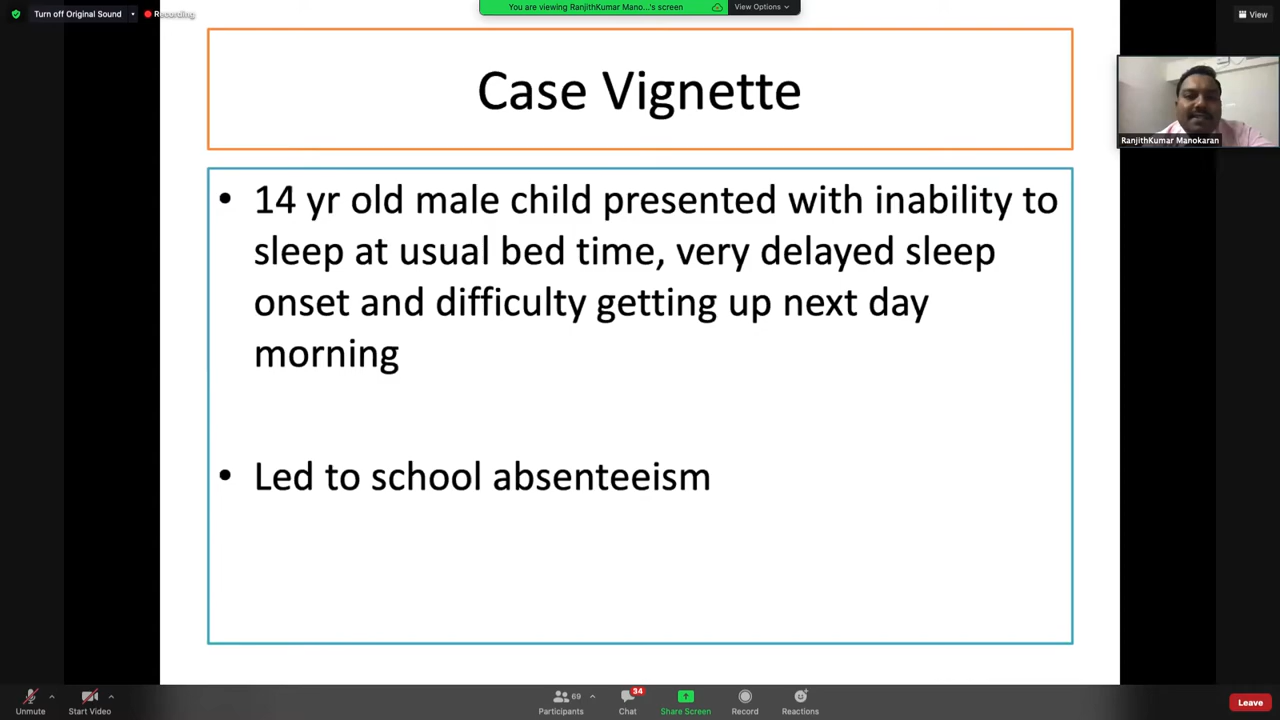 Turn off Original Sound
Recording
You are viewing RanjithKumar Mano...'s screen
View Options
View
Case Vignette
RanjithKumar Manokaran
• 14 yr old male child presented with inability to
sleep at usual bed time, very delayed sleep
onset and difficulty getting up next day
morning
• Led to school absenteeism
Unmute
Start Video
69
Participants
34
Chat
Share Screen
Record
Reactions
Leave